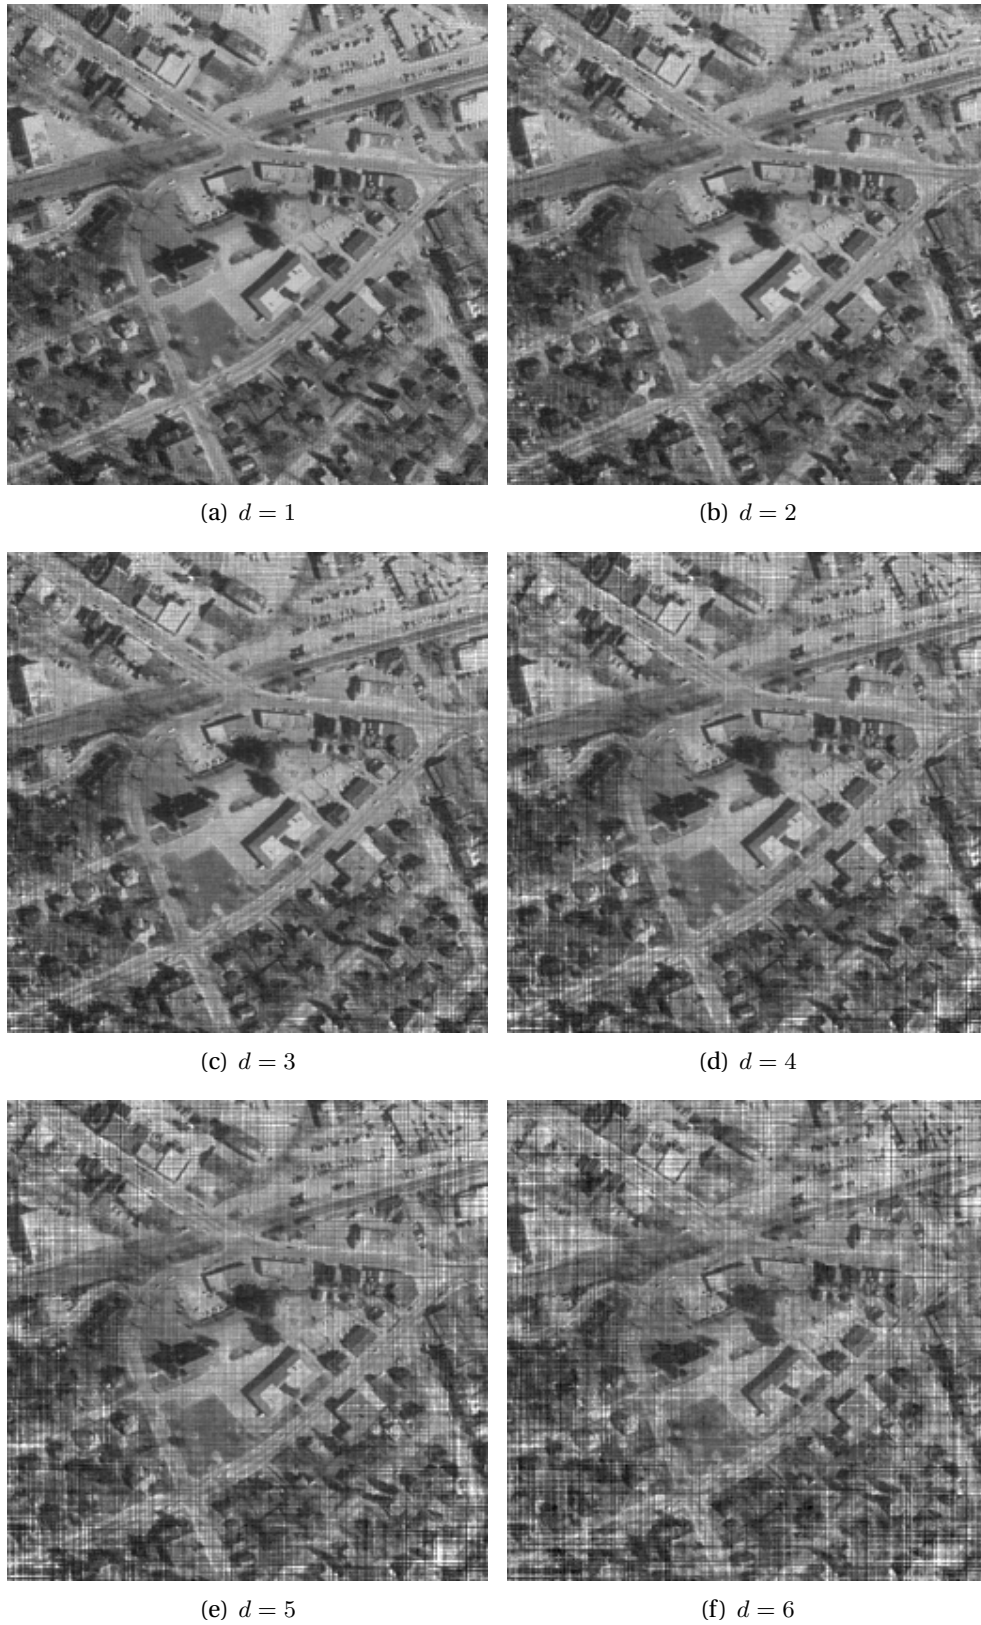 (a) d = 1
(b) d = 2
(c) d = 3
(d) d = 4
(e) d = 5
(f) d = 6